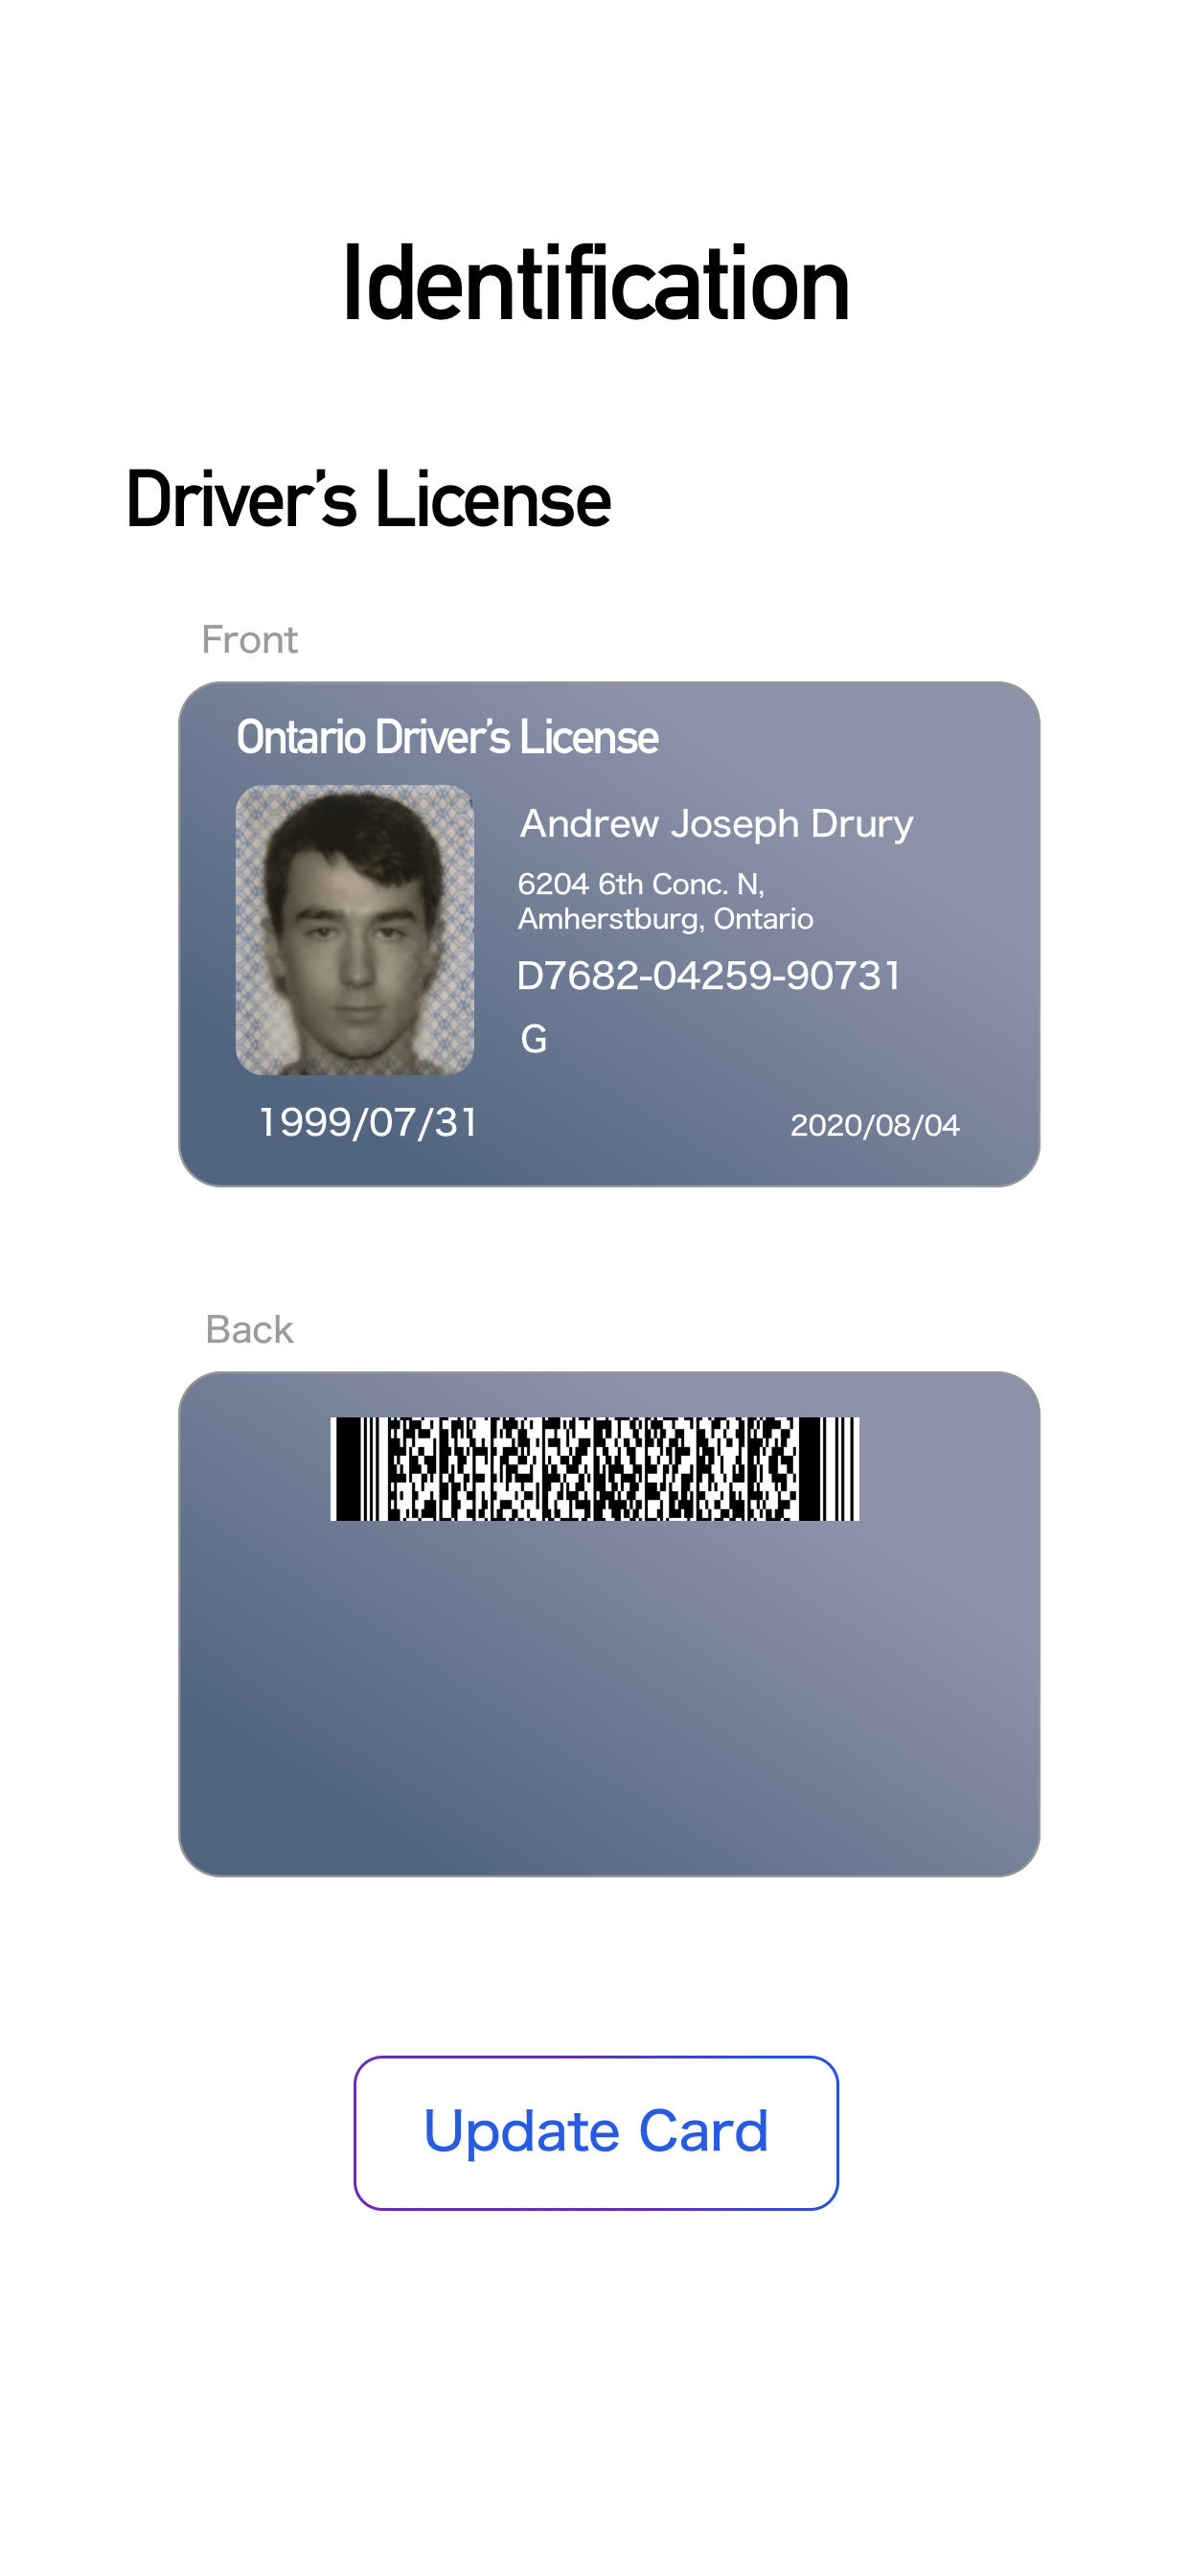 Identification
Driver’s License
Front
Ontario Driver’s License
Andrew Joseph Drury
6204 6th Conc. N,
Amherstburg, Ontario
D7682-04259-90731
G
1999/07/31
2020/08/04
Back
Update Card